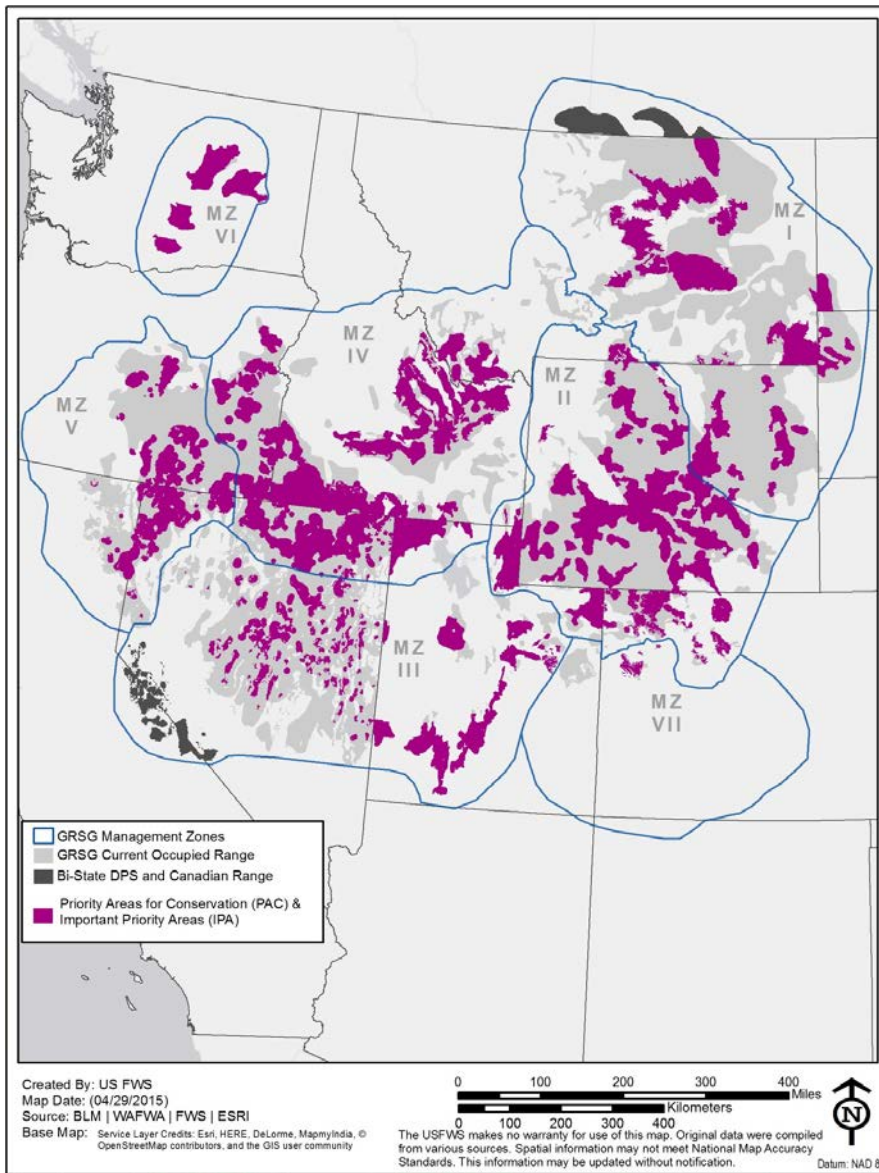 MZ
VI
MZ
I
MZ
IV
MZ
II
MZ
V
MZ
III
MZ
VII
GRSG Management Zones
GRSG Current Occupied Range
Bi-State DPS and Canadian Range
Priority Areas for Conservation (PAC) &
Important Priority Areas (IPA)
Created By: US FWS
Map Date: (04/29/2015)
Source: BLM | WAFWA | FWS | ESRI
Base Map: Service Layer Credits: Esri, HERE, DeLorme, MapmyIndia, ©
OpenStreetMap contributors, and the GIS user community
0 100 200 300 400
Miles
Kilometers
0 100 200 300 400
The USFWS makes no warranty for use of this map. Original data were compiled
from various sources. Spatial information may not meet National Map Accuracy
Standards. This information may be updated without notification.
N
Datum: NAD 8